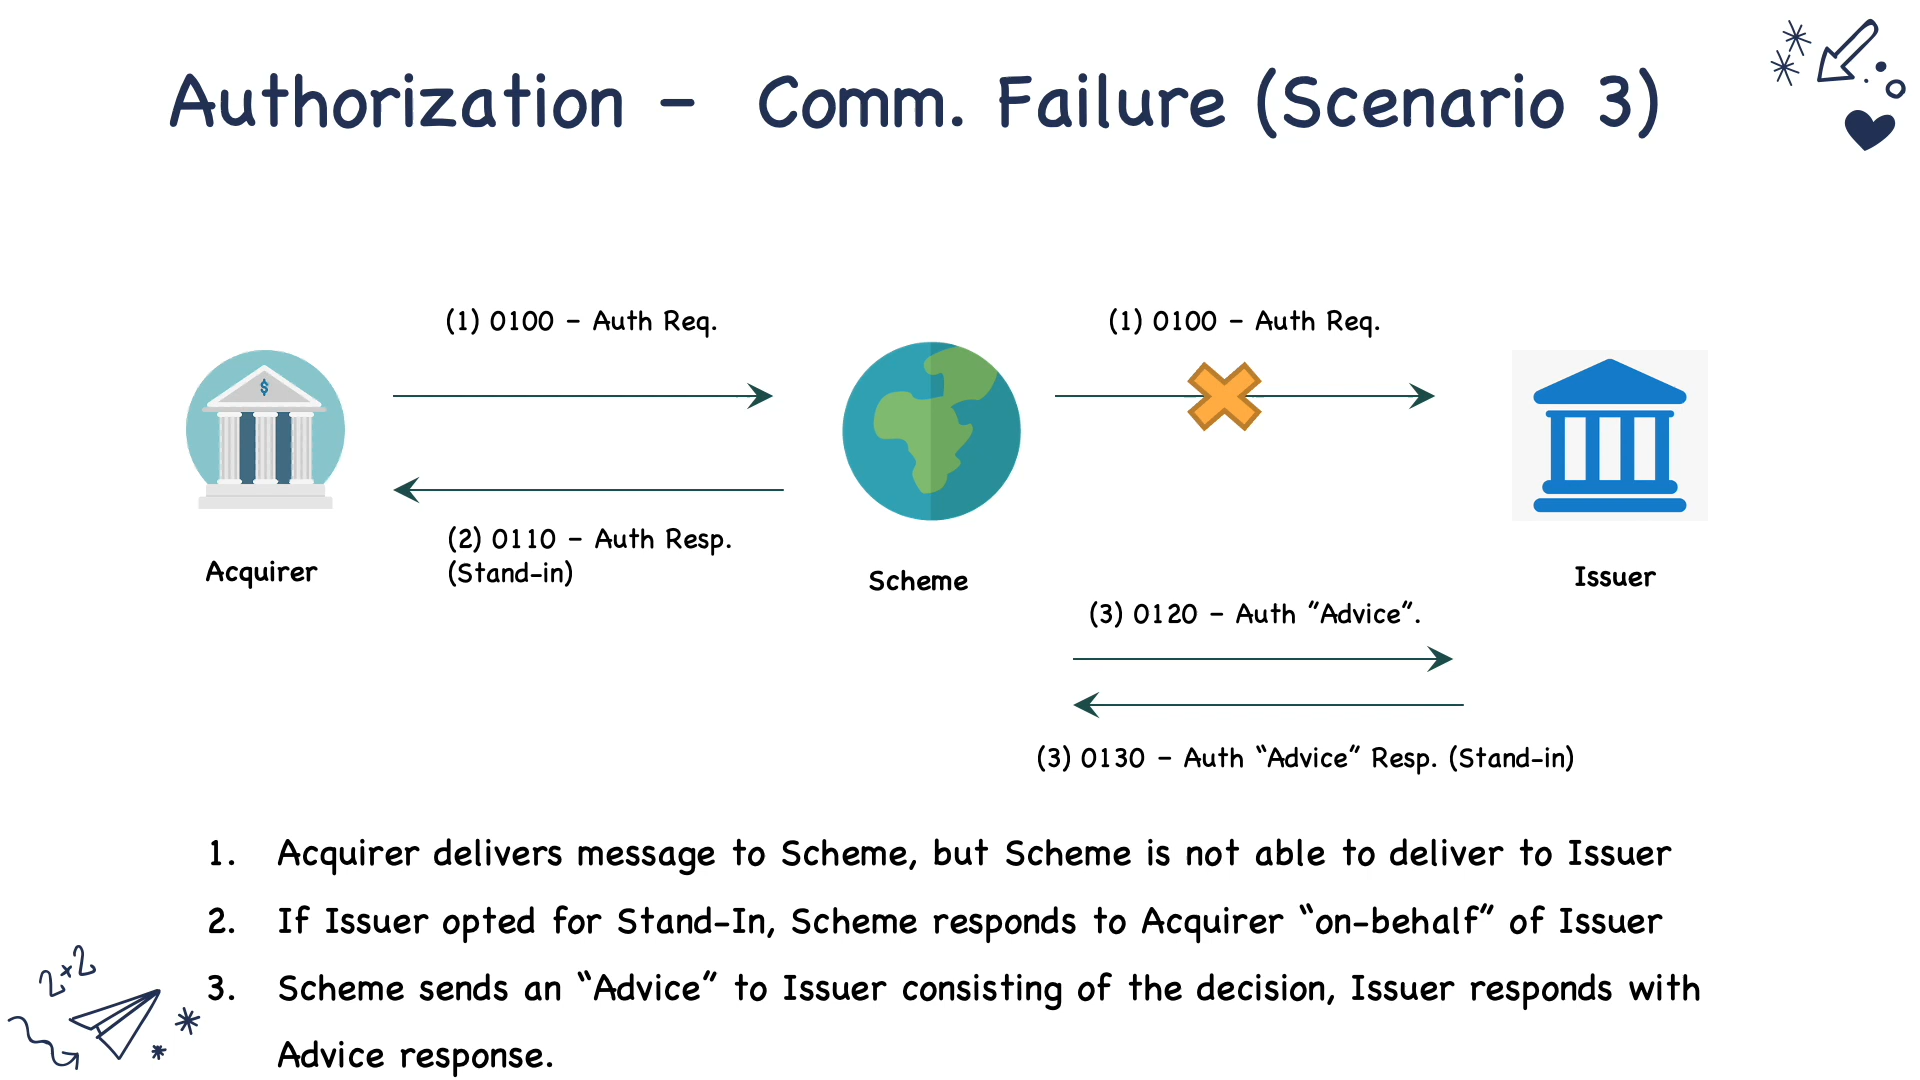 Authorization - Comm. Failure (Scenario 3)
(1) 0100 - Auth Req.
(1) 0100 - Auth Req.
$
(2) 0110 - Auth Resp.
(Stand-in)
Acquirer
Scheme
Issuer
(3) 0120 - Auth "Advice".
(3) 0130 - Auth "Advice" Resp. (Stand-in)
1. Acquirer delivers message to Scheme, but Scheme is not able to deliver to Issuer
2. If Issuer opted for Stand-In, Scheme responds to Acquirer "on-behalf" of Issuer
3. Scheme sends an "Advice" to Issuer consisting of the decision, Issuer responds with
Advice response.
2×2